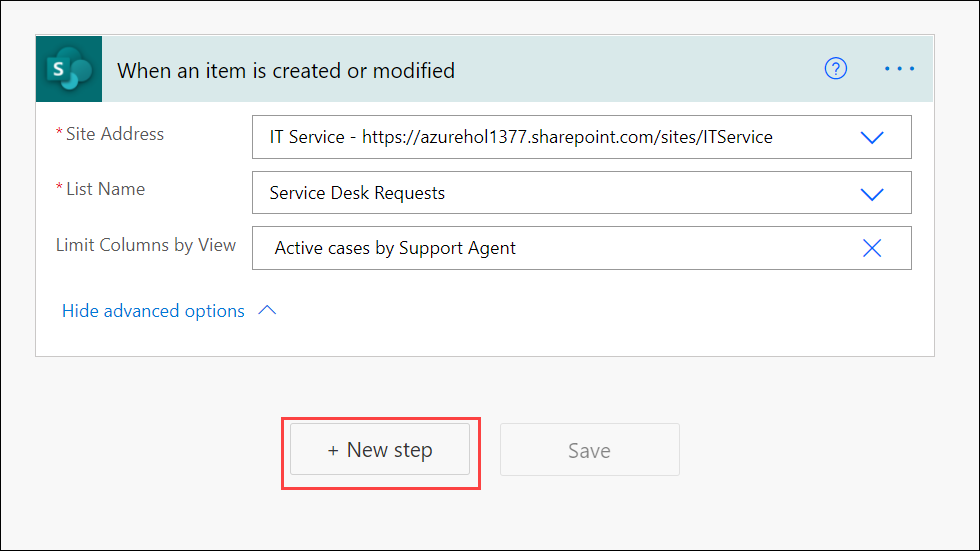 S
When an item is created or modified
?
* Site Address
IT Service - https://azurehol1377.sharepoint.com/sites/ITService
* List Name
Service Desk Requests
Limit Columns by View
Active cases by Support Agent
Hide advanced options
+ New step
Save